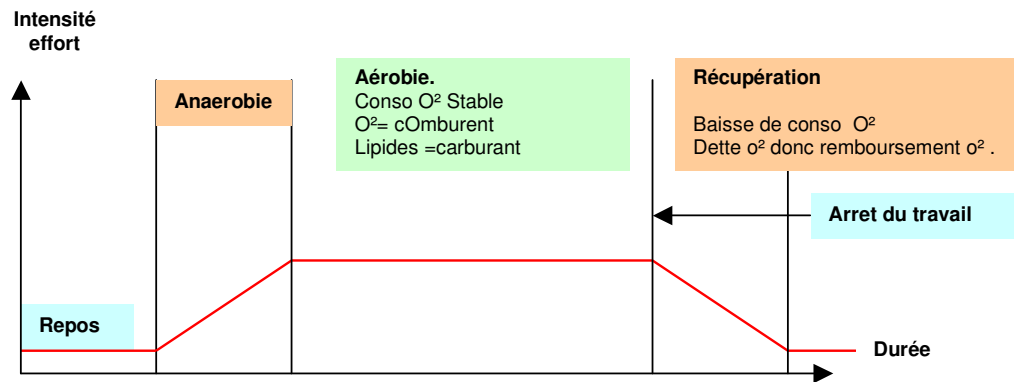 Intensité
effort
Anaerobie
Aérobie.
Conso O² Stable
O²= cOmburent
Lipides =carburant
Récupération
Baisse de conso O²
Dette o² donc remboursement o² .
Arret du travail
Repos
Durée